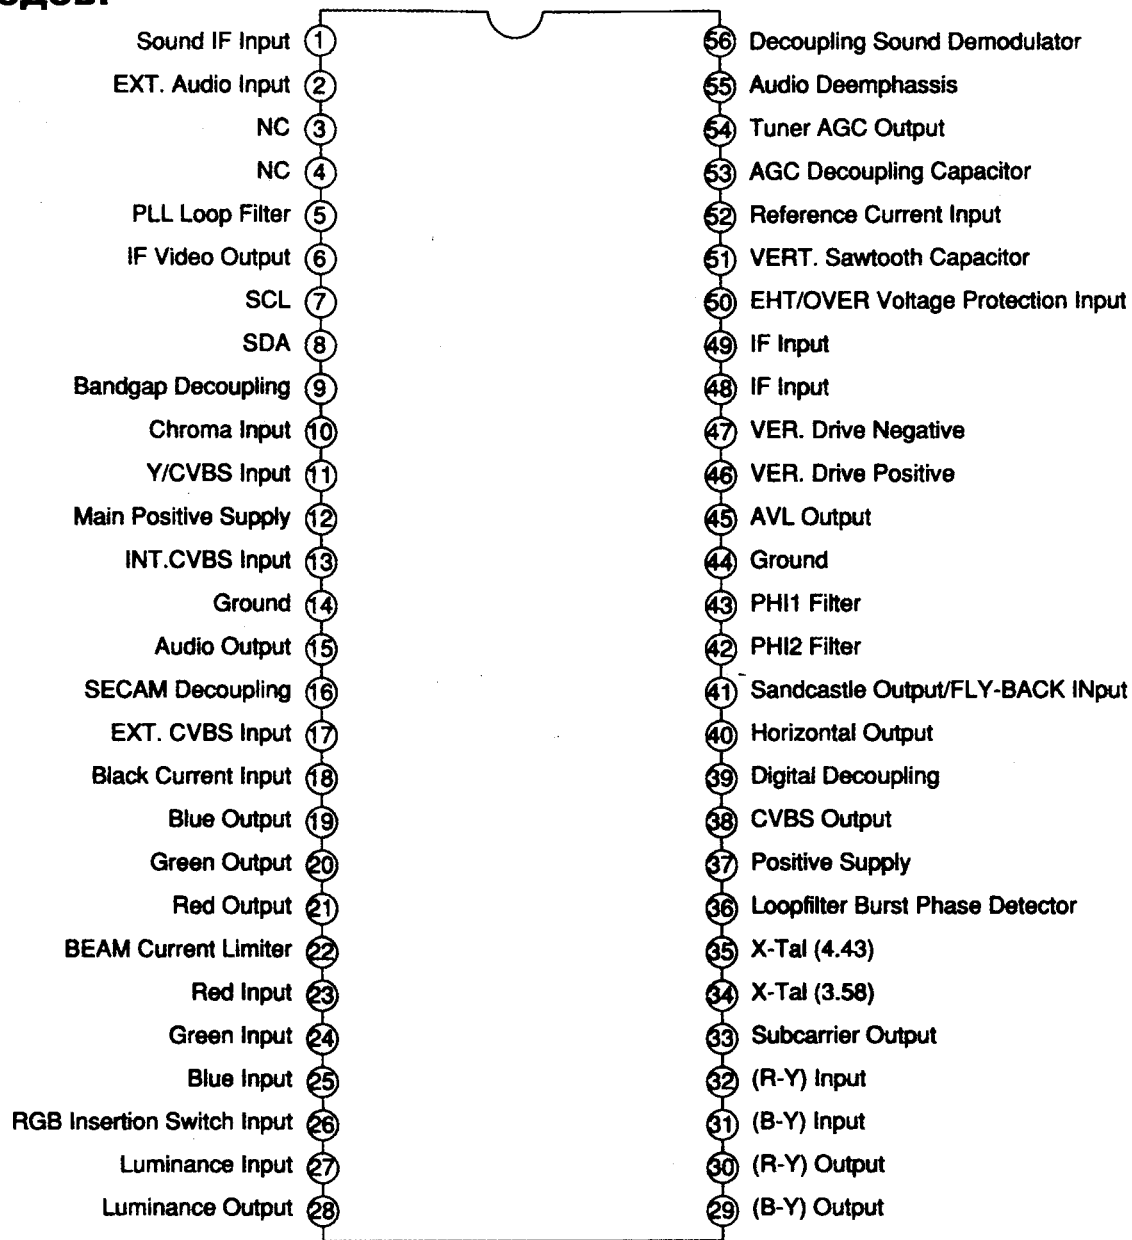 Sound IF Input 1
EXT. Audio Input 2
NC 3
NC 4
PLL Loop Filter 5
IF Video Output 6
SCL 7
SDA 8
Bandgap Decoupling 9
Chroma Input 10
Y/CVBS Input 11
Main Positive Supply 12
INT.CVBS Input 13
Ground 14
Audio Output 15
SECAM Decoupling 16
EXT. CVBS Input 17
Black Current Input 18
Blue Output 19
Green Output 20
Red Output 21
BEAM Current Limiter 22
Red Input 23
Green Input 24
Blue Input 25
RGB Insertion Switch Input 26
Luminance Input 27
Luminance Output 28
56 Decoupling Sound Demodulator
55 Audio Deemphassis
54 Tuner AGC Output
53 AGC Decoupling Capacitor
52 Reference Current Input
51 VERT. Sawtooth Capacitor
50 EHT/OVER Voltage Protection Input
49 IF Input
48 IF Input
47 VER. Drive Negative
46 VER. Drive Positive
45 AVL Output
44 Ground
43 PHI1 Filter
42 PHI2 Filter
41 Sandcastle Output/FLY-BACK INput
40 Horizontal Output
39 Digital Decoupling
38 CVBS Output
37 Positive Supply
36 Loopfilter Burst Phase Detector
35 X-Tal (4.43)
34 X-Tal (3.58)
33 Subcarrier Output
32 (R-Y) Input
31 (B-Y) Input
30 (R-Y) Output
29 (B-Y) Output